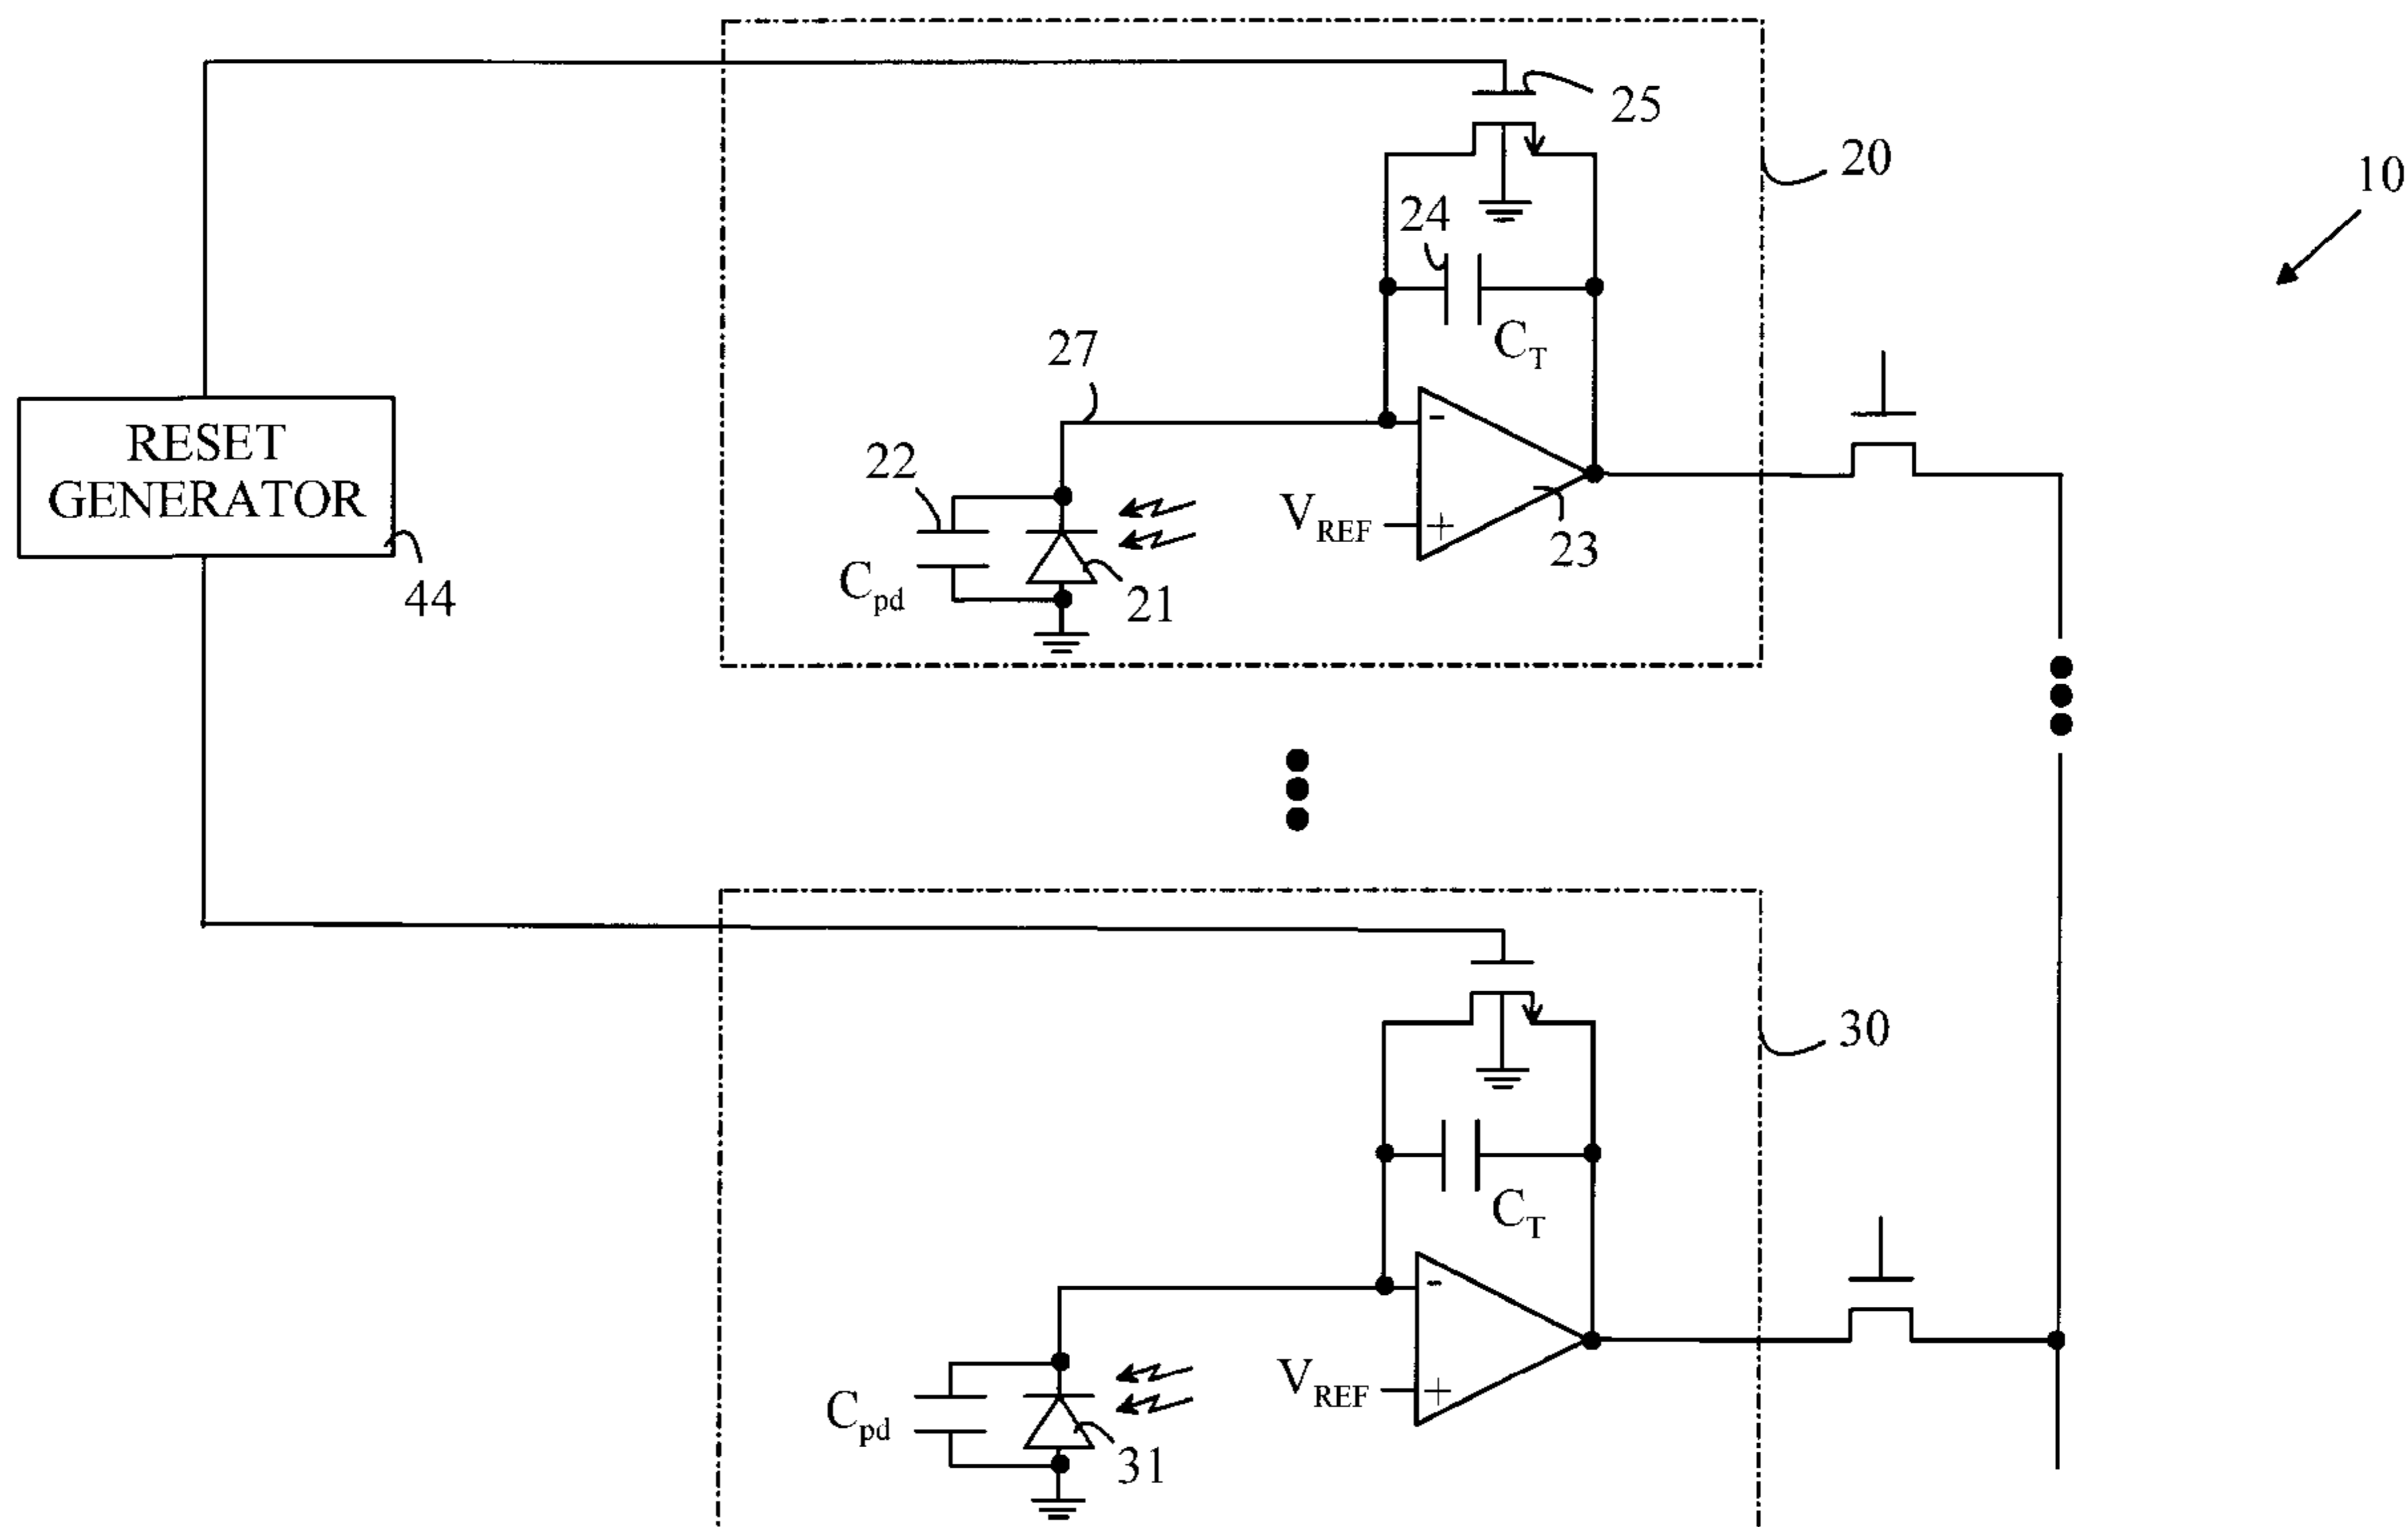 25
20
10
24
C_T
27
RESET
GENERATOR
44
22
C_pd
21
-
V_REF
+
23
30
C_T
-
V_REF
+
C_pd
31